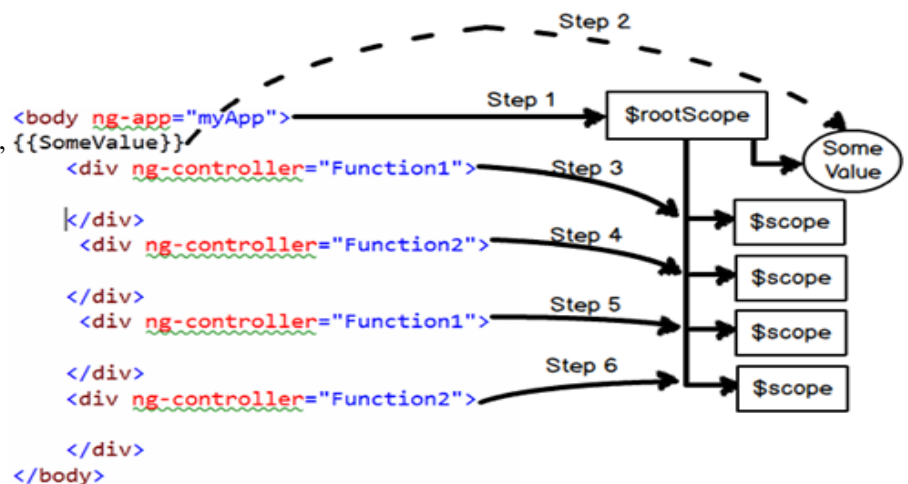 Step 2
<body ng-app="myApp">
Step 1
$rootScope
, {{SomeValue}}
Some
Value
<div ng-controller="Function1">
Step 3
$scope
</div>
<div ng-controller="Function2">
Step 4
$scope
</div>
<div ng-controller="Function1">
Step 5
$scope
</div>
<div ng-controller="Function2">
Step 6
$scope
</div>
</body>